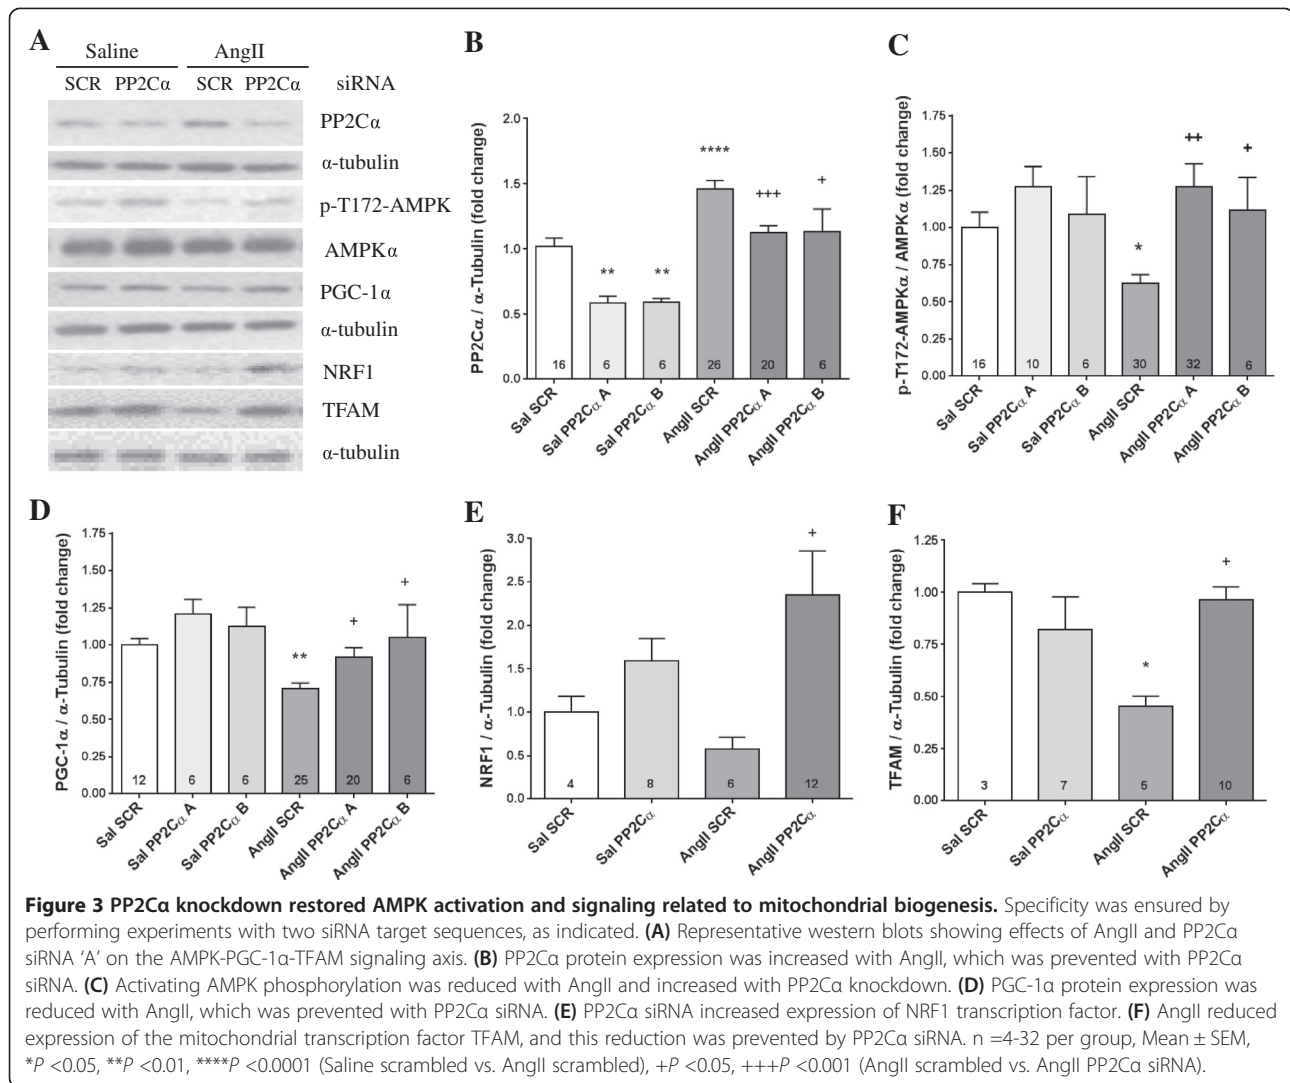 A
Saline AngII
SCR PP2Cα SCR PP2Cα siRNA
PP2Cα
α-tubulin
p-T172-AMPK
AMPKα
PGC-1α
α-tubulin
NRF1
TFAM
α-tubulin
B
PP2Cα / α-Tubulin (fold change)
2.0
1.5
1.0
0.5
0.0
** ** **** +++ +
16 6 6 26 20 6
Sal SCR
Sal PP2Cα A
Sal PP2Cα B
AngII SCR
AngII PP2Cα A
AngII PP2Cα B
C
p-T172-AMPKα / AMPKα (fold change)
1.75
1.50
1.25
1.00
0.75
0.50
0.25
0.00
* ++ +
16 10 6 30 32 6
Sal SCR
Sal PP2Cα A
Sal PP2Cα B
AngII SCR
AngII PP2Cα A
AngII PP2Cα B
D
PGC-1α / α-Tubulin (fold change)
1.75
1.50
1.25
1.00
0.75
0.50
0.25
0.00
** + +
12 6 6 25 20 6
Sal SCR
Sal PP2Cα A
Sal PP2Cα B
AngII SCR
AngII PP2Cα A
AngII PP2Cα B
E
NRF1 / α-Tubulin (fold change)
3.0
2.5
2.0
1.5
1.0
0.5
0.0
+
4 8 6 12
Sal SCR
Sal PP2Cα
AngII SCR
AngII PP2Cα
F
TFAM / α-Tubulin (fold change)
1.25
1.00
0.75
0.50
0.25
0.00
* +
3 7 5 10
Sal SCR
Sal PP2Cα
AngII SCR
AngII PP2Cα
Figure 3 PP2Cα knockdown restored AMPK activation and signaling related to mitochondrial biogenesis. Specificity was ensured by
performing experiments with two siRNA target sequences, as indicated. (A) Representative western blots showing effects of AngII and PP2Cα
siRNA ‘A’ on the AMPK-PGC-1α-TFAM signaling axis. (B) PP2Cα protein expression was increased with AngII, which was prevented with PP2Cα
siRNA. (C) Activating AMPK phosphorylation was reduced with AngII and increased with PP2Cα knockdown. (D) PGC-1α protein expression was
reduced with AngII, which was prevented with PP2Cα siRNA. (E) PP2Cα siRNA increased expression of NRF1 transcription factor. (F) AngII reduced
expression of the mitochondrial transcription factor TFAM, and this reduction was prevented by PP2Cα siRNA. n =4-32 per group, Mean ± SEM,
*P <0.05, **P <0.01, ****P <0.0001 (Saline scrambled vs. AngII scrambled), +P <0.05, +++P <0.001 (AngII scrambled vs. AngII PP2Cα siRNA).